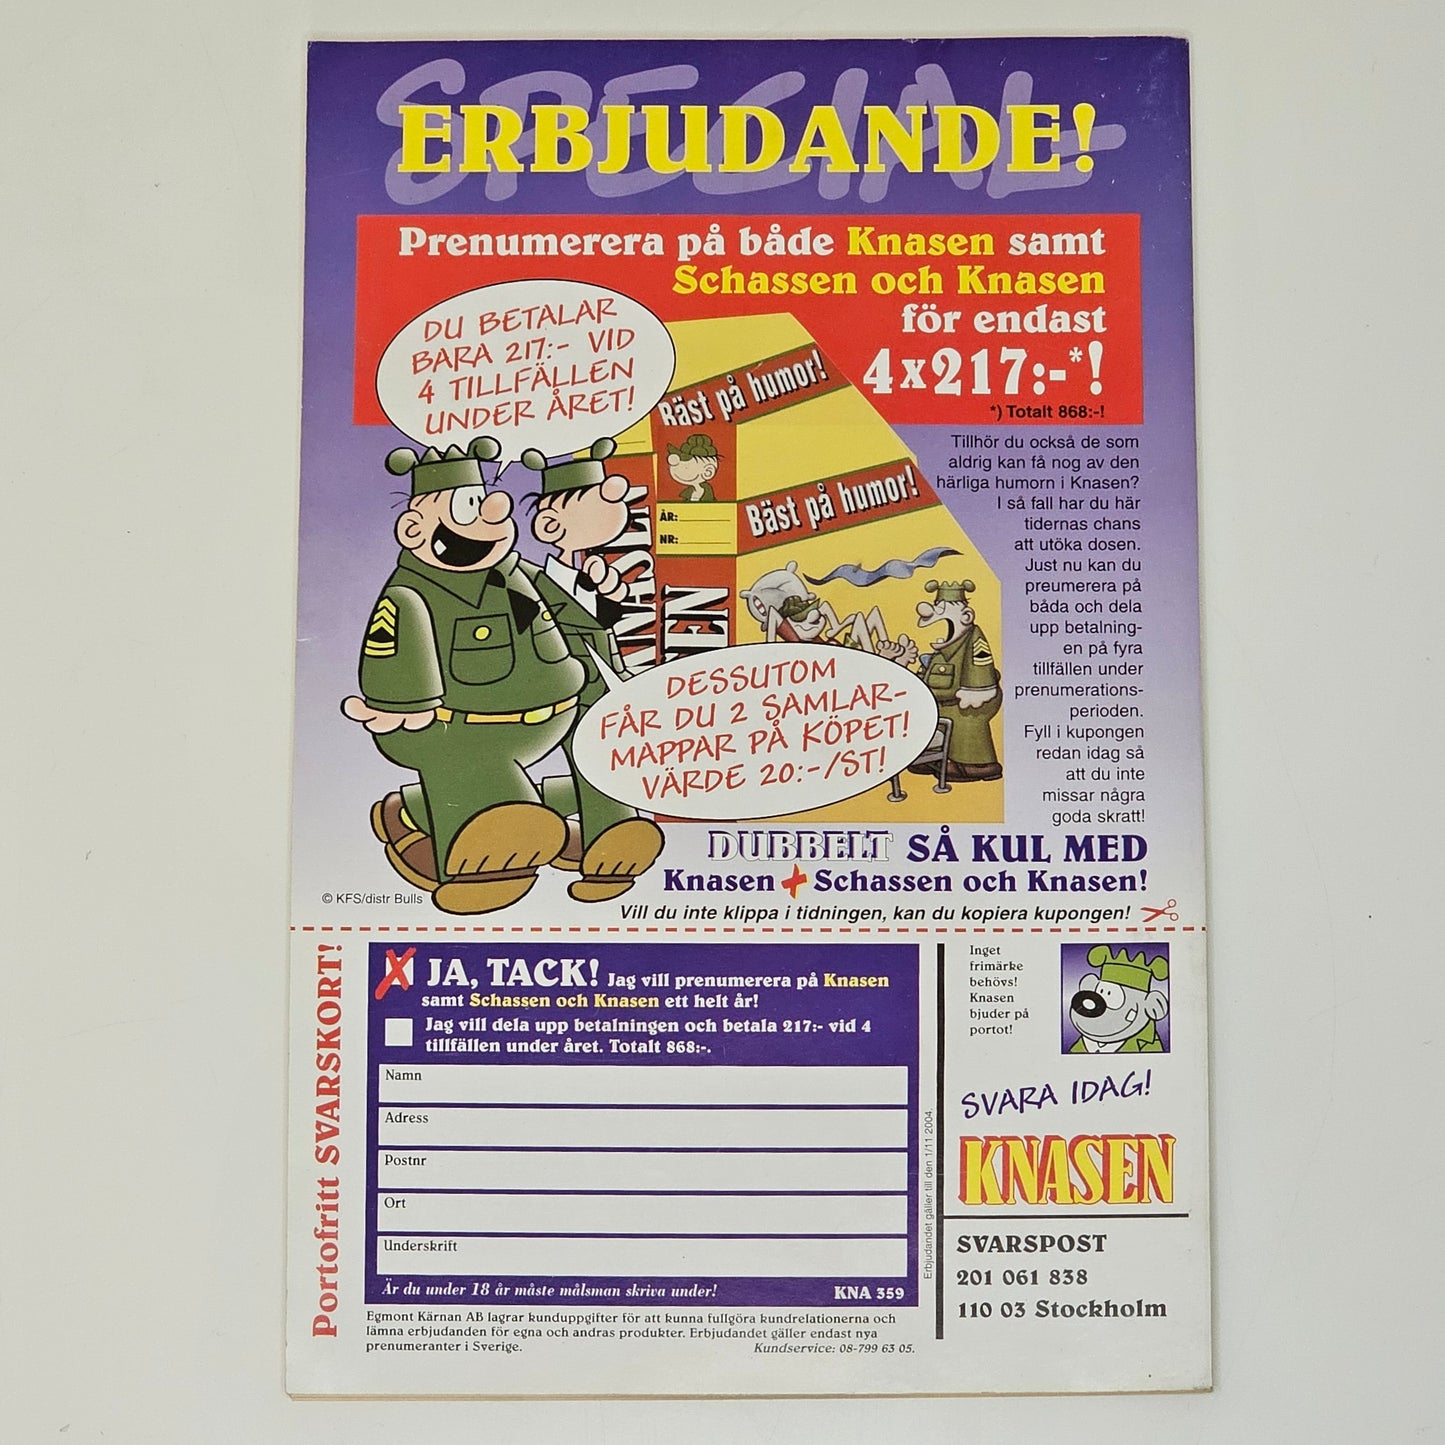 SPECIAL
ERBJUDANDE!
Prenumerera på både Knasen samt
Schassen och Knasen
för endast
4x217:-*!
*) Totalt 868:-!
DU BETALAR
BARA 217:- VID
4 TILLFÄLLEN
UNDER ÅRET!
Bäst på humor!
Bäst på humor!
ÅR:
NR:
Tillhör du också de som
aldrig kan få nog av den
härliga humorn i Knasen?
I så fall har du här
tidernas chans
att utöka dosen.
Just nu kan du
preumerera på
båda och dela
upp betalning-
en på fyra
tillfällen under
prenumerations-
perioden.
Fyll i kupongen
redan idag så
att du inte
missar några
goda skratt!
DESSUTOM
FÅR DU 2 SAMLAR-
MAPPAR PÅ KÖPET!
VÄRDE 20:-/ST!
DUBBELT SÅ KUL MED
Knasen + Schassen och Knasen!
© KFS/distr Bulls
Vill du inte klippa i tidningen, kan du kopiera kupongen!
Portofritt SVARSKORT!
X JA, TACK! Jag vill prenumerera på Knasen
samt Schassen och Knasen ett helt år!
Jag vill dela upp betalningen och betala 217:- vid 4
tillfällen under året. Totalt 868:-.
Namn
Adress
Postnr
Ort
Underskrift
Är du under 18 år måste målsman skriva under!
KNA 359
Egmont Kärnan AB lagrar kunduppgifter för att kunna fullgöra kundrelationerna och
lämna erbjudanden för egna och andras produkter. Erbjudandet gäller endast nya
prenumeranter i Sverige.
Kundservice: 08-799 63 05.
Erbjudandet gäller till den 1/11 2004.
Inget
frimärke
behövs!
Knasen
bjuder på
portot!
SVARA IDAG!
KNASEN
SVARSPOST
201 061 838
110 03 Stockholm